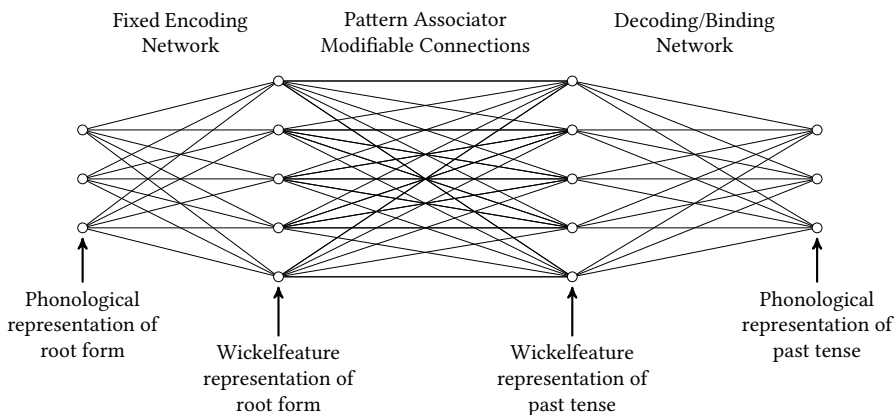 Fixed Encoding
Network
Pattern Associator
Modifiable Connections
Decoding/Binding
Network
Phonological
representation of
root form
Wickelfeature
representation of
root form
Wickelfeature
representation of
past tense
Phonological
representation of
past tense